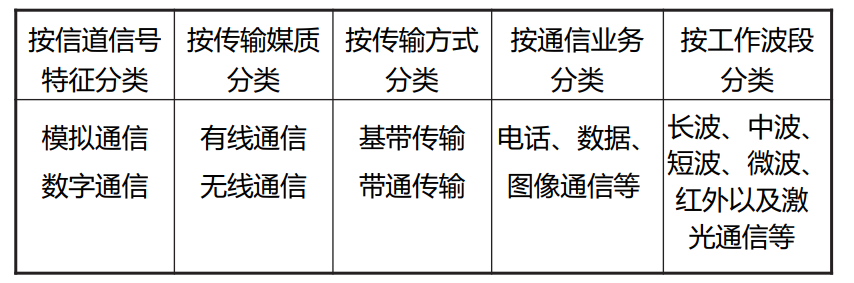 按信道信号
特征分类
按传输媒质
分类
按传输方式
分类
按通信业务
分类
按工作波段
分类
模拟通信
数字通信
有线通信
无线通信
基带传输
带通传输
电话、数据、
图像通信等
长波、中波、
短波、微波、
红外以及激
光通信等